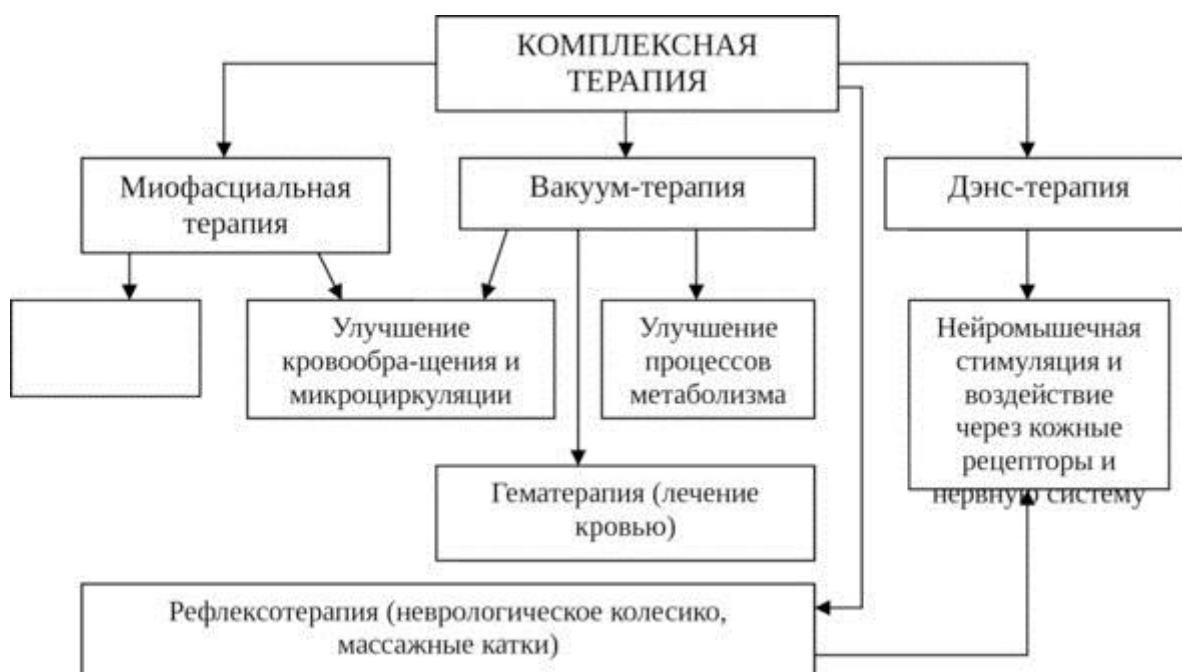 КОМПЛЕКСНАЯ
ТЕРАПИЯ
Миофасциальная
терапия
Вакуум-терапия
Дэнс-терапия
Улучшение
кровообра-щения и
микроциркуляции
Улучшение
процессов
метаболизма
Нейромышечная
стимуляция и
воздействие
через кожные
рецепторы и
нервную систему
Гематерапия (лечение
кровью)
Рефлексотерапия (неврологическое колесико,
массажные катки)